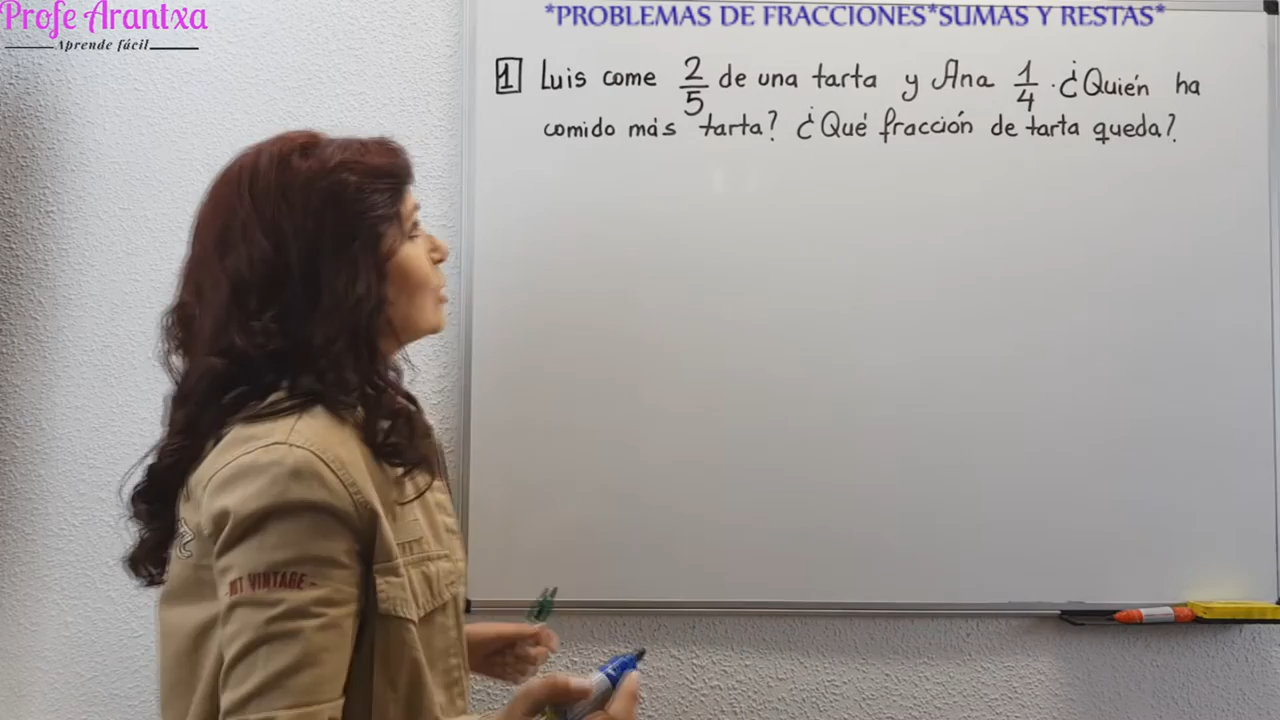 Profe Arantxa
Aprende fácil
*PROBLEMAS DE FRACCIONES*SUMAS Y RESTAS*
1 Luis come 2/5 de una tarta y Ana 1/4. ¿Quién ha
comido más tarta? ¿Qué fracción de tarta queda?
VINTAGE